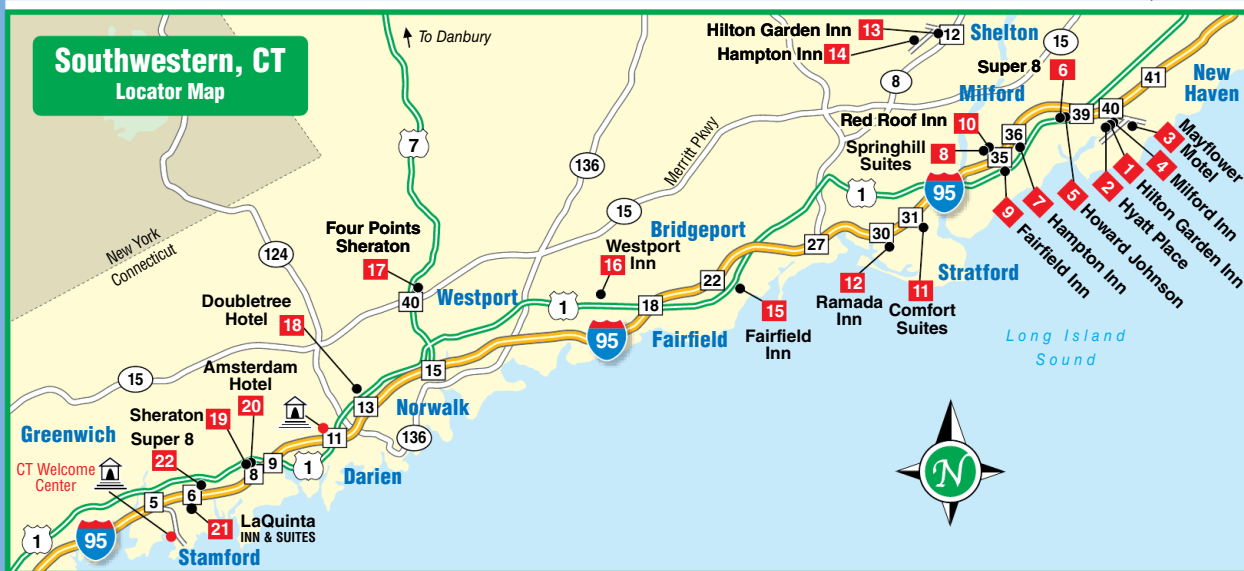 Southwestern, CT
Locator Map
To Danbury
Hilton Garden Inn 13
Hampton Inn 14
12
Shelton
15
8
Super 8
6
Milford
41
New
Haven
7
136
Merritt Pkwy
Red Roof Inn
10
Springhill
Suites
8
36
35
39
40
3
Mayflower
Motel
4
Milford Inn
1
Hilton Garden Inn
2
Hyatt Place
5
Howard Johnson
7
Hampton Inn
9
Fairfield Inn
1
95
New York
Connecticut
124
15
Four Points
Sheraton
17
Westport
Inn
16
Bridgeport
27
30
31
Stratford
12
Ramada
Inn
11
Comfort
Suites
22
15
Fairfield
Inn
40
Westport
1
18
95
Fairfield
Long Island
Sound
Doubletree
Hotel
18
15
15
Amsterdam
Hotel
20
13
Norwalk
136
Sheraton 19
Greenwich
Super 8
22
11
1
9
8
Darien
CT Welcome
Center
5
6
21
LaQuinta
INN & SUITES
1
95
Stamford
N